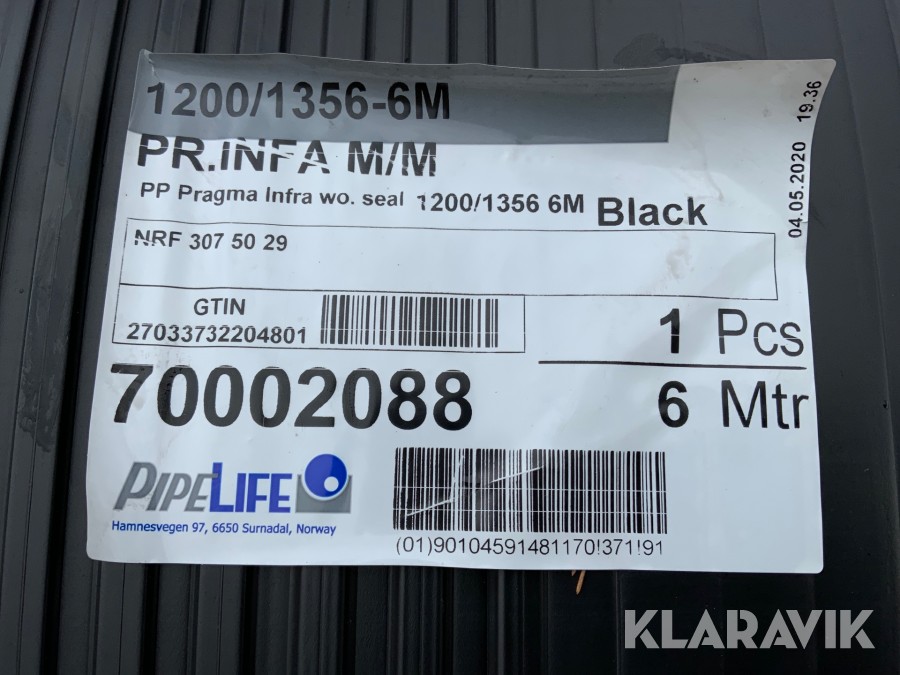 1200/1356-6M
PR.INFA M/M
PP Pragma Infra wo. seal 1200/1356 6M Black
NRF 307 50 29
GTIN
27033732204801
1 Pcs
70002088
6 Mtr
PIPELIFE
Hamnesvegen 97, 6650 Surnadal, Norway
(01)90104591481170!371!91
04.05.2020 19.36
KLARAVIK